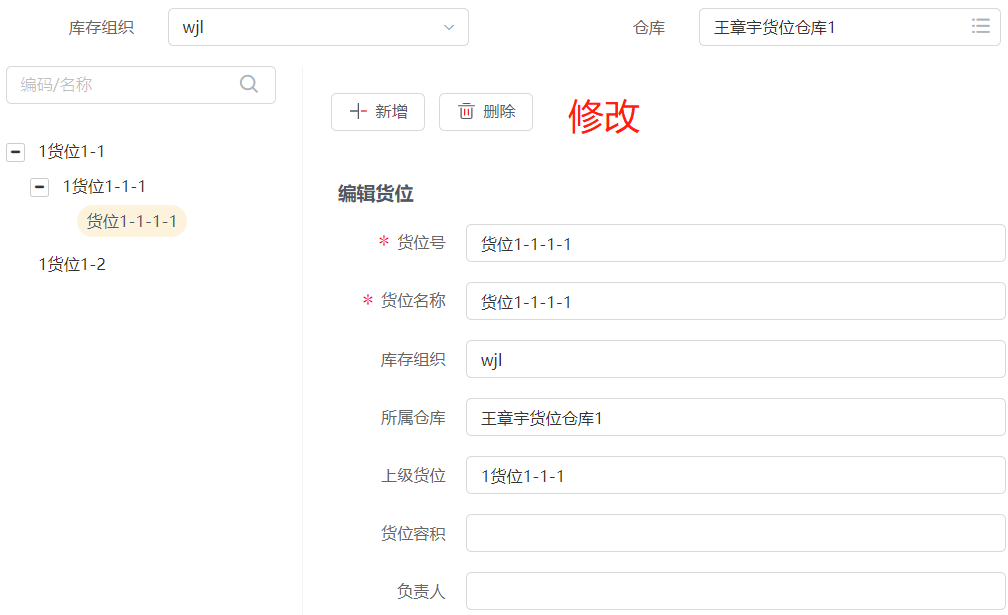 库存组织 wjl 仓库 王章宇货位仓库1
编码/名称
新增 删除 修改
1货位1-1
1货位1-1-1
货位1-1-1-1
1货位1-2
编辑货位
* 货位号 货位1-1-1-1
* 货位名称 货位1-1-1-1
库存组织 wjl
所属仓库 王章宇货位仓库1
上级货位 1货位1-1-1
货位容积
负责人